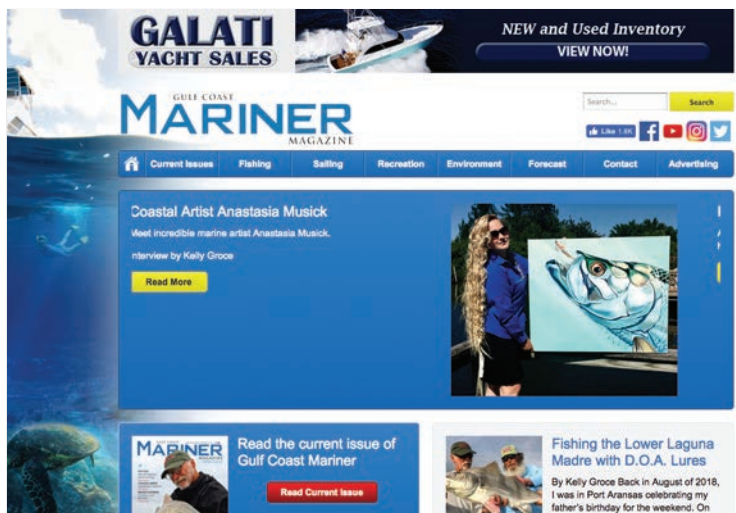 GALATI
YACHT SALES
NEW and Used Inventory
VIEW NOW!
GULF COAST
MARINER
MAGAZINE
Search...
Search
Like 1.6K
Current Issues
Fishing
Sailing
Recreation
Environment
Forecast
Contact
Advertising
Coastal Artist Anastasia Musick
Meet incredible marine artist Anastasia Musick.
Interview by Kelly Groce
Read More
MARINER
Read the current issue of
Gulf Coast Mariner
Read Current Issue
Fishing the Lower Laguna
Madre with D.O.A. Lures
By Kelly Groce Back in August of 2018,
I was in Port Aransas celebrating my
father's birthday for the weekend. On